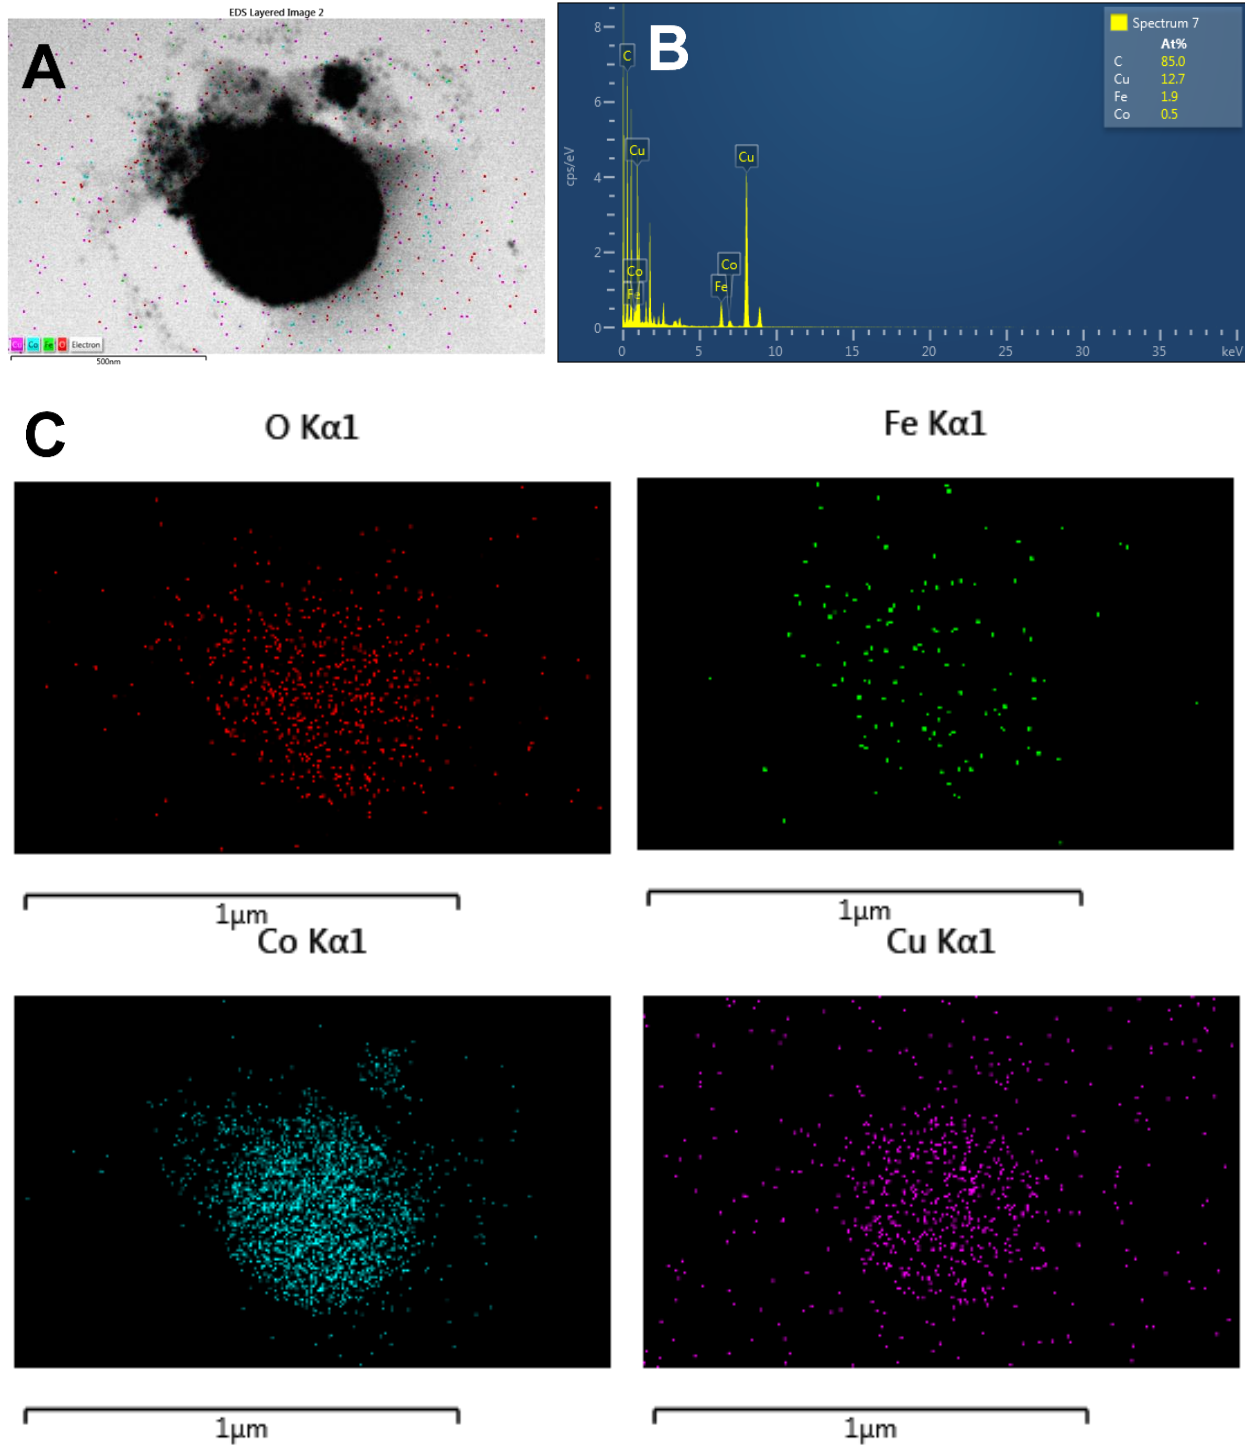 EDS Layered Image 2
A
Cu Co Fe O Electron
500nm
B
Spectrum 7
At%
C 85.0
Cu 12.7
Fe 1.9
Co 0.5
cps/eV
8
6
4
2
0
C
Cu
Co
Fe
Fe
Co
Cu
0 5 10 15 20 25 30 35 keV
C
O Kα1
Fe Kα1
1µm
1µm
Co Kα1
Cu Kα1
1µm
1µm